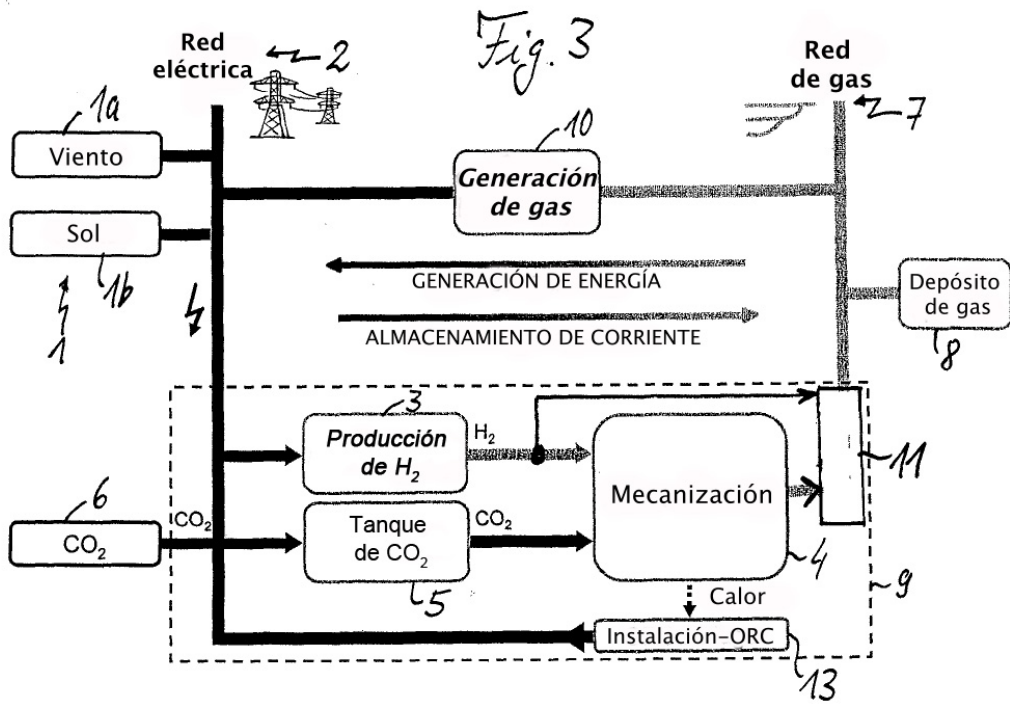 Fig. 3
Red
eléctrica
2
Red
de gas
7
1a
Viento
10
Generación
de gas
Sol
1b
1
GENERACIÓN DE ENERGÍA
ALMACENAMIENTO DE CORRIENTE
Depósito
de gas
8
3
Producción
de H₂
H₂
Mecanización
4
11
6
CO₂
CO₂
Tanque
de CO₂
5
CO₂
9
Calor
Instalación-ORC
13